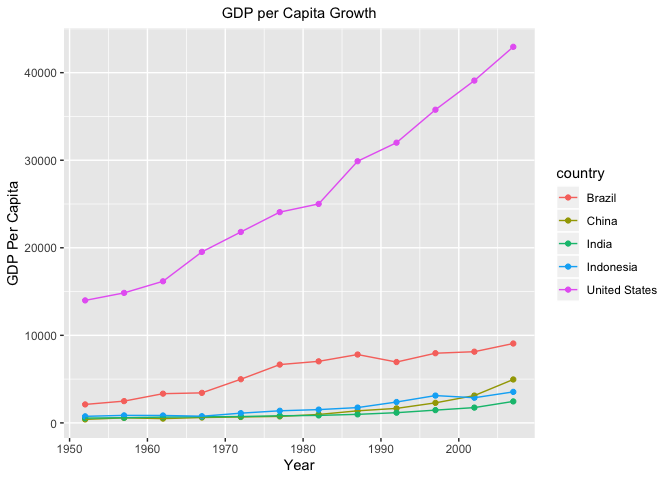 GDP per Capita Growth
GDP Per Capita
40000
30000
20000
10000
0
1950
1960
1970
1980
1990
2000
Year
country
Brazil
China
India
Indonesia
United States